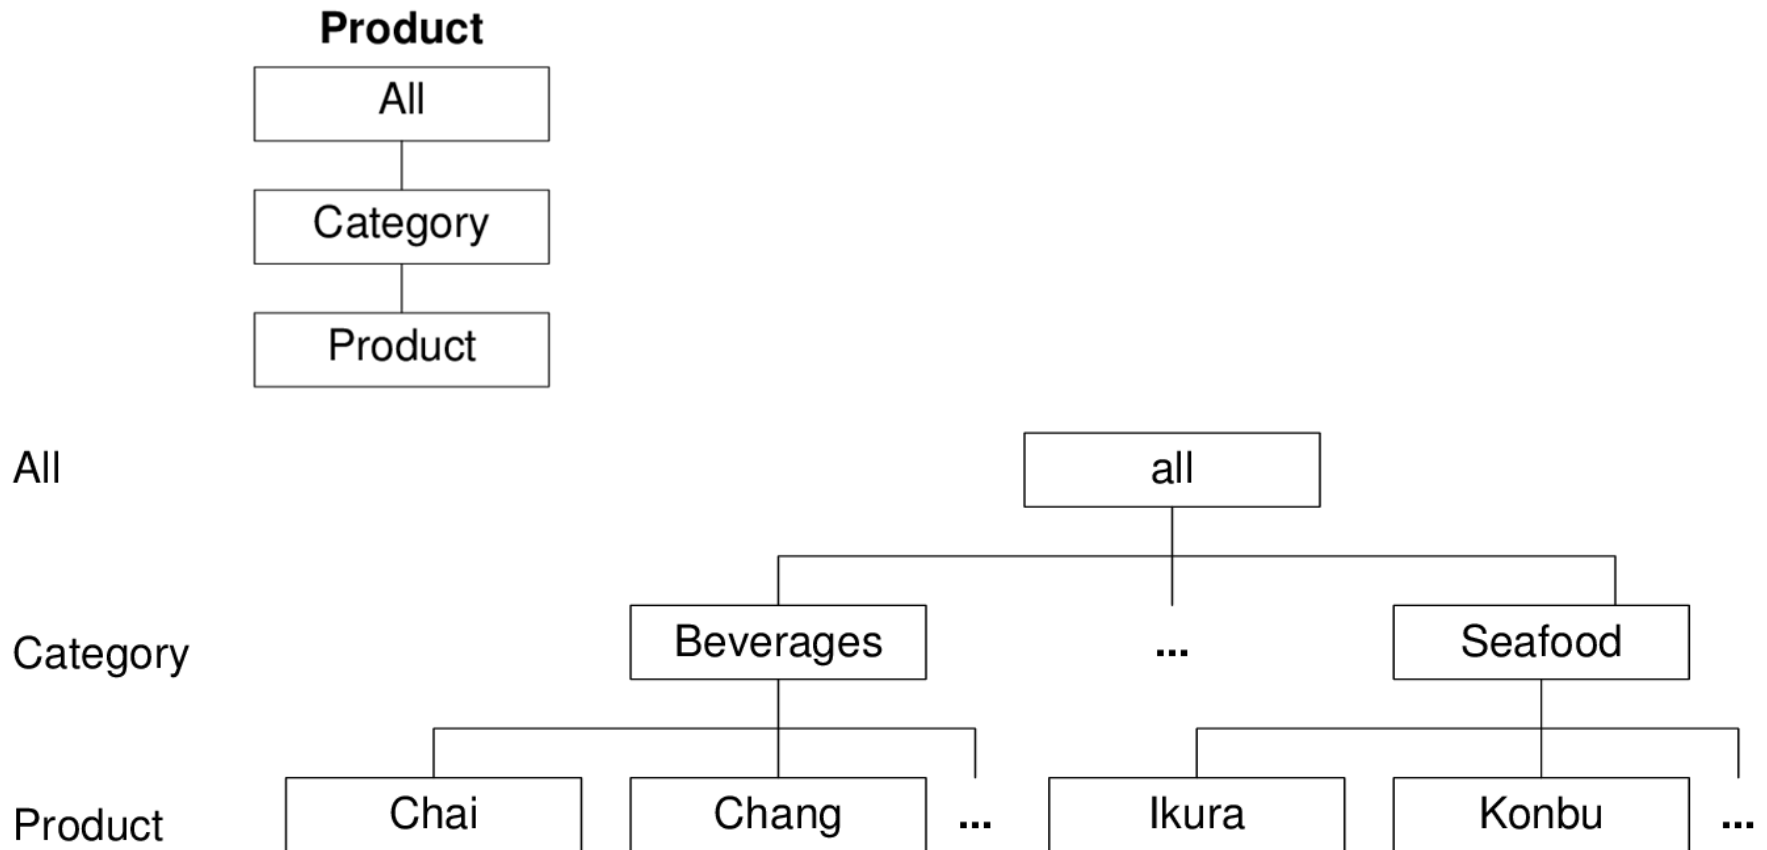 Product
All
Category
Product
All
all
Category
Beverages
...
Seafood
Product
Chai
Chang
...
Ikura
Konbu
...